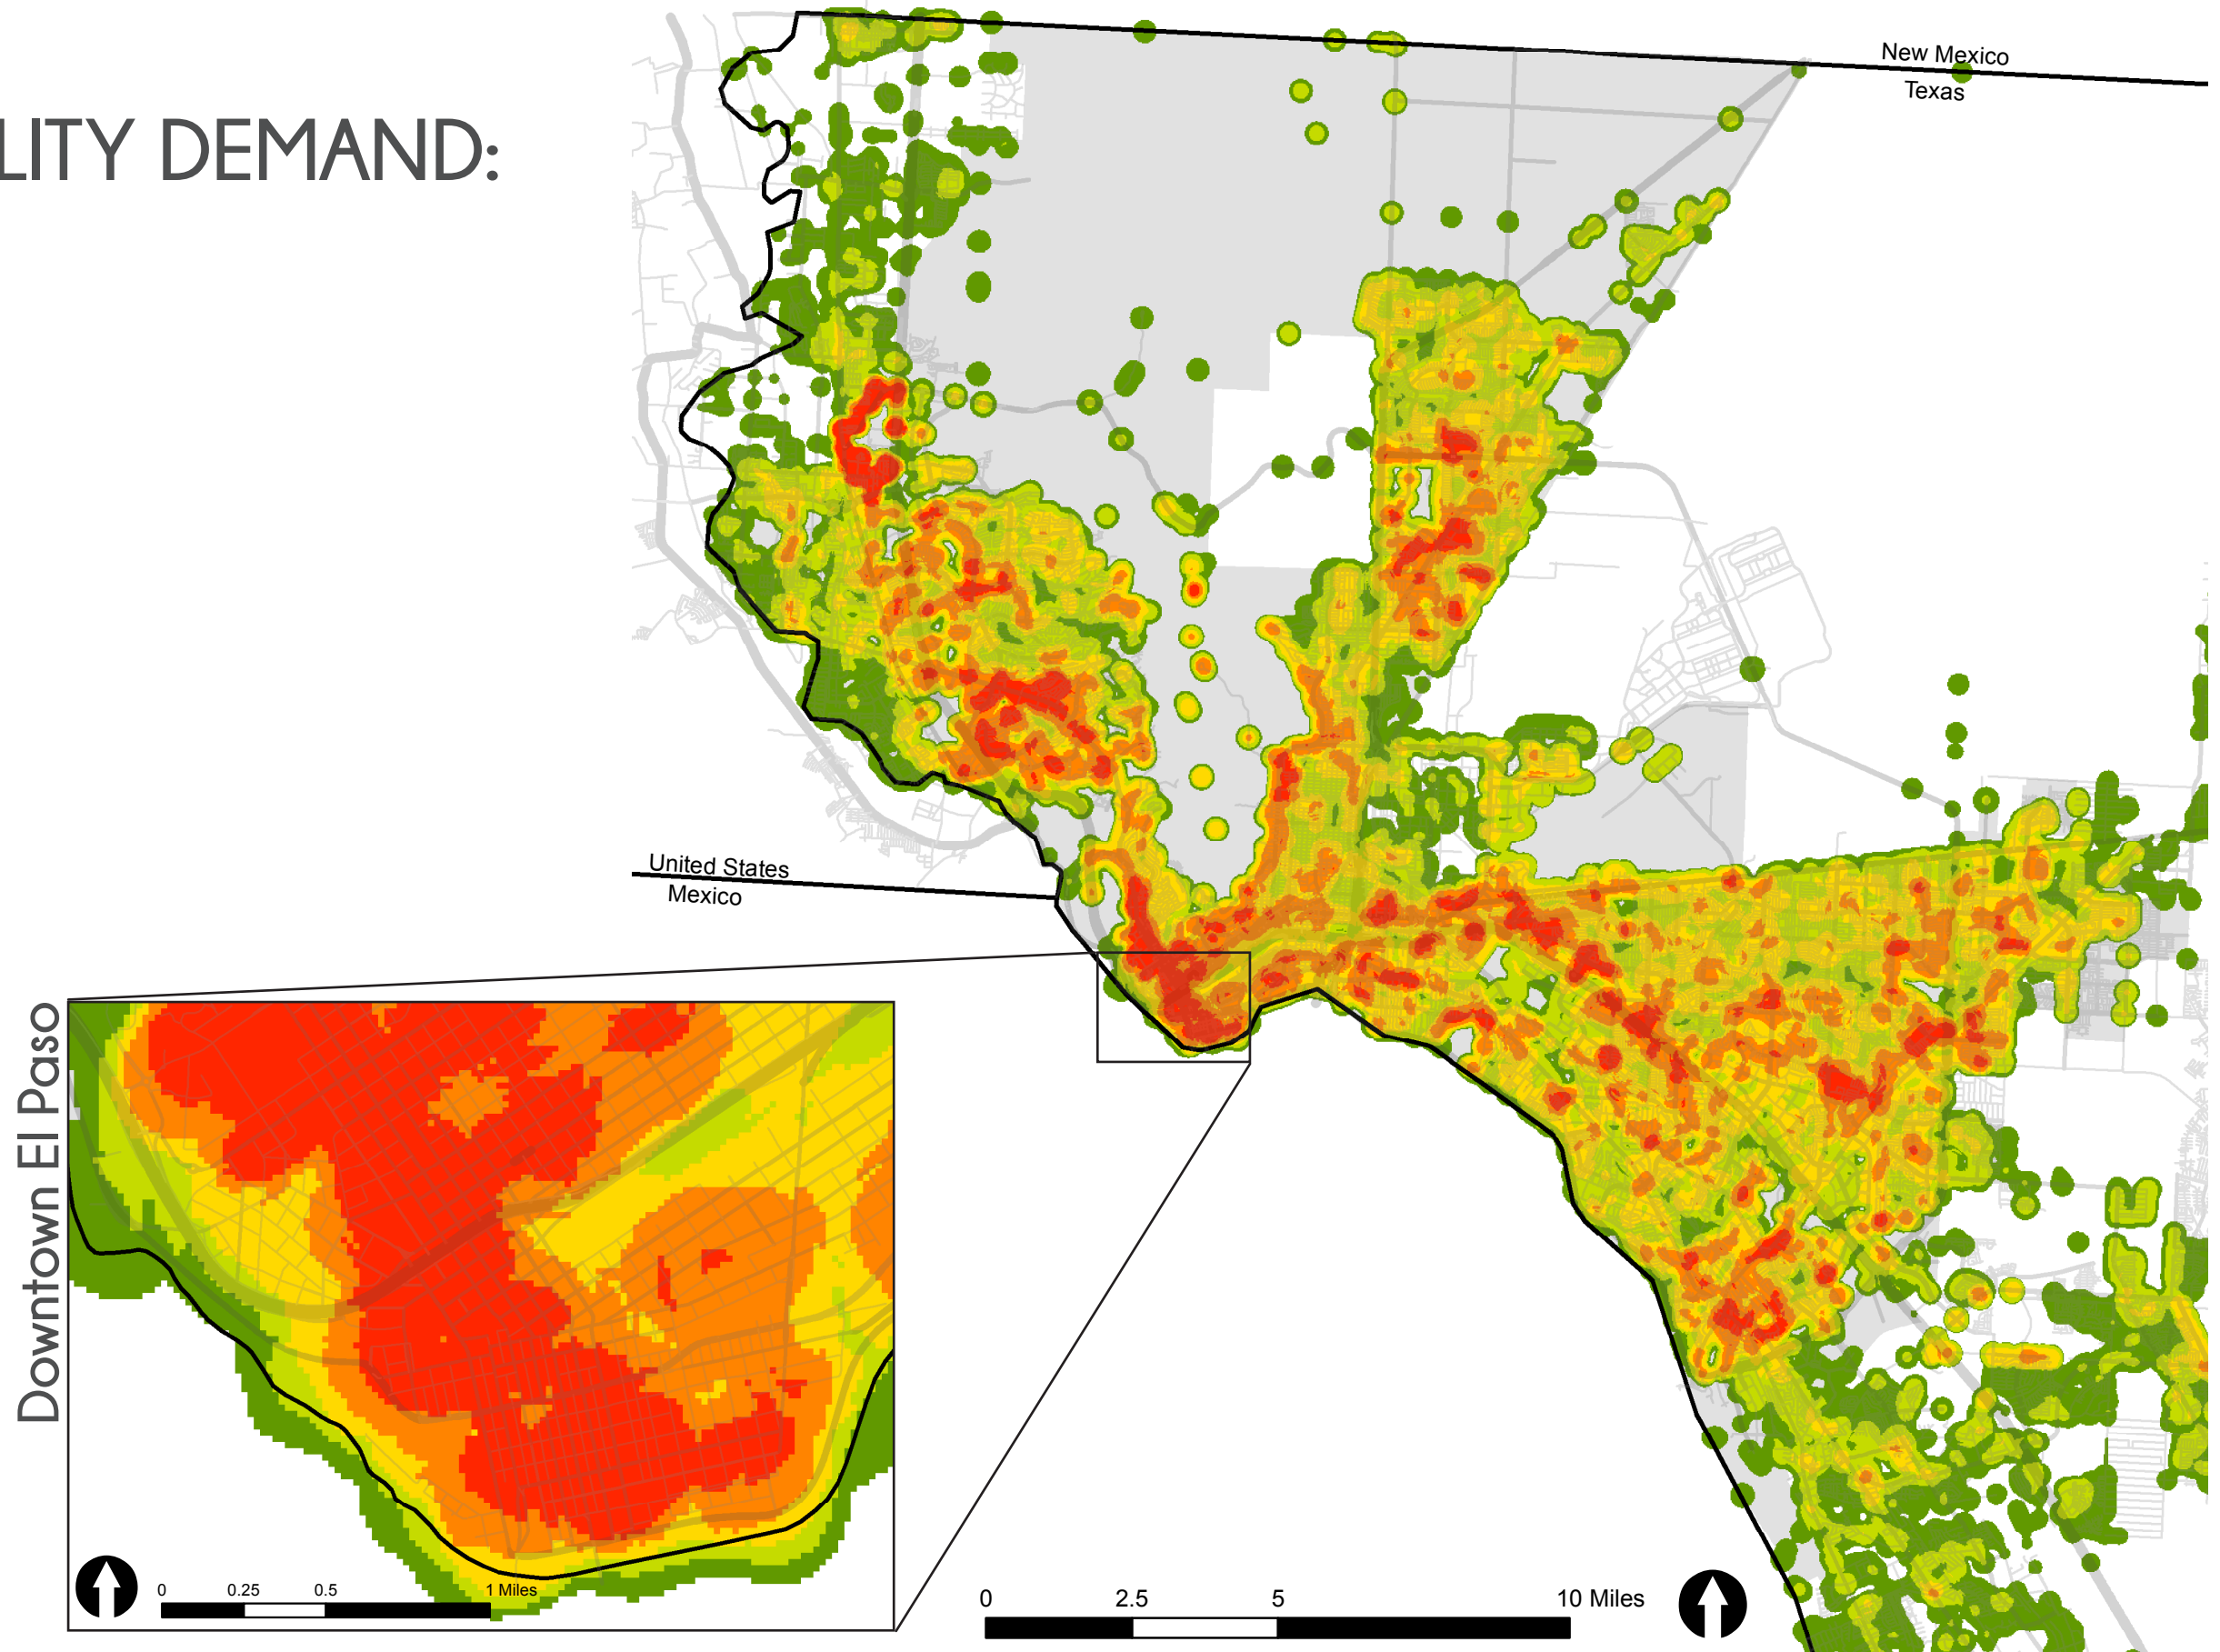 LITY DEMAND:
New Mexico
Texas
United States
Mexico
Downtown El Paso
0 0.25 0.5 1 Miles
0 2.5 5 10 Miles